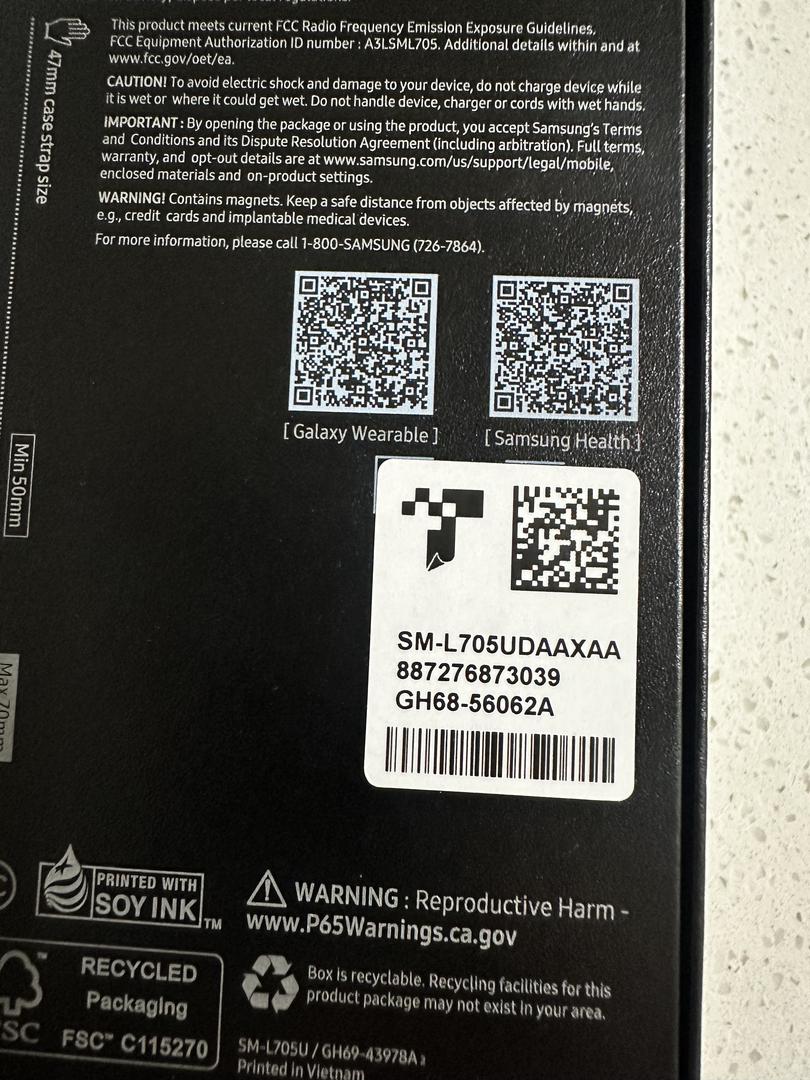 This product meets current FCC Radio Frequency Emission Exposure Guidelines.
FCC Equipment Authorization ID number : A3LSML705. Additional details within and at
www.fcc.gov/oet/ea.
CAUTION! To avoid electric shock and damage to your device, do not charge device while
it is wet or where it could get wet. Do not handle device, charger or cords with wet hands.
IMPORTANT : By opening the package or using the product, you accept Samsung's Terms
and Conditions and its Dispute Resolution Agreement (including arbitration). Full terms,
warranty, and opt-out details are at www.samsung.com/us/support/legal/mobile,
enclosed materials and on-product settings.
WARNING! Contains magnets. Keep a safe distance from objects affected by magnets,
e.g., credit cards and implantable medical devices.
For more information, please call 1-800-SAMSUNG (726-7864).
47mm case strap size
Min 50mm
Max 70mm
[ Galaxy Wearable ]
[ Samsung Health ]
SM-L705UDAAXAA
887276873039
GH68-56062A
PRINTED WITH
SOY INK™
WARNING : Reproductive Harm -
www.P65Warnings.ca.gov
RECYCLED
Packaging
FSC™ C115270
Box is recyclable. Recycling facilities for this
product package may not exist in your area.
SM-L705U / GH69-43978A
Printed in Vietnam